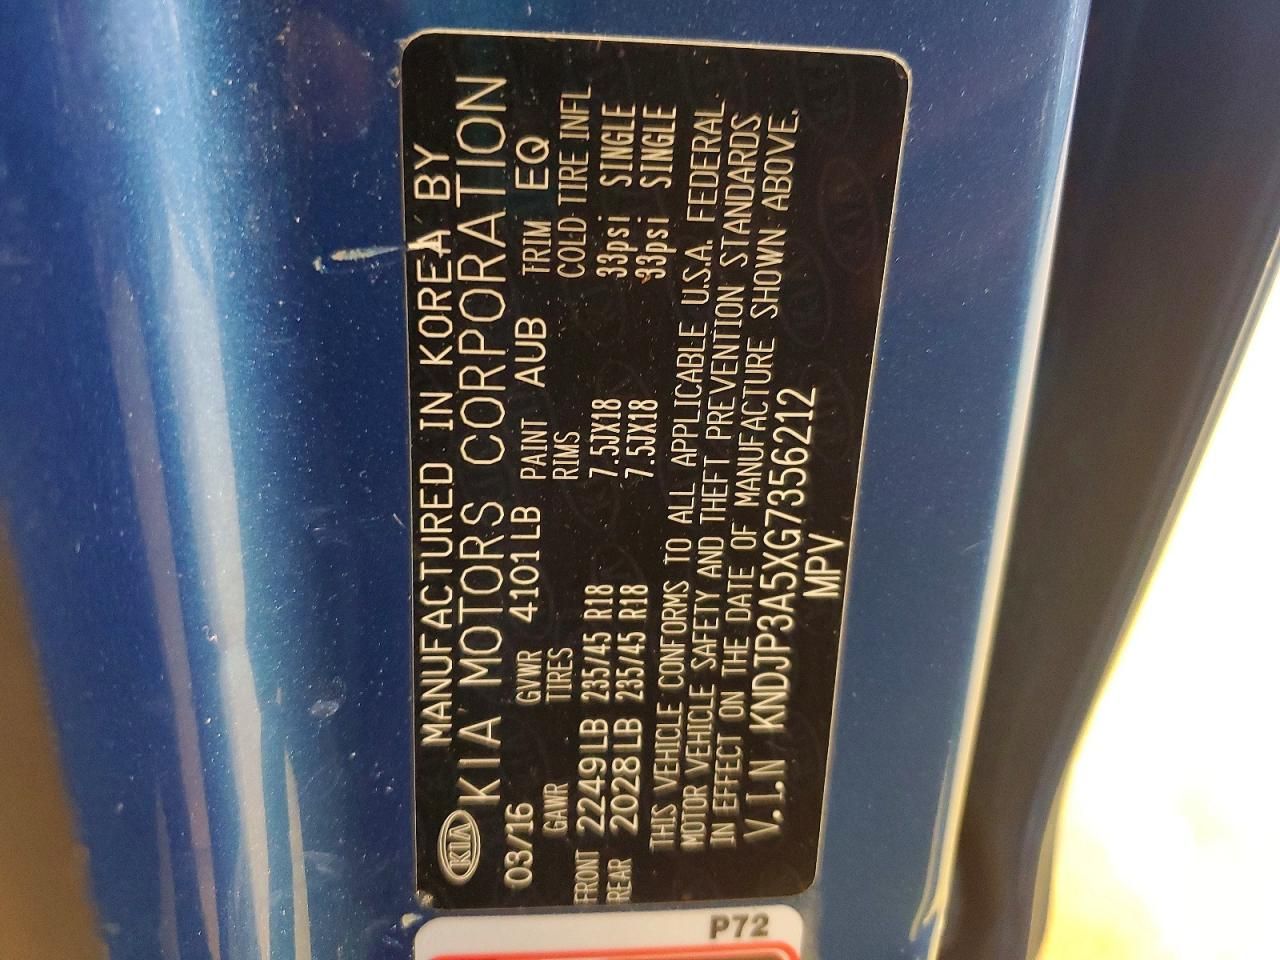 MANUFACTURED IN KOREA BY
KIA KIA MOTORS CORPORATION
03/16 GVWR 4101LB PAINT AUB TRIM EQ
GAWR TIRES RIMS COLD TIRE INFL
FRONT 2249LB 235/45 R18 7.5JX18 33psi SINGLE
REAR 2028LB 235/45 R18 7.5JX18 33psi SINGLE
THIS VEHICLE CONFORMS TO ALL APPLICABLE U.S.A. FEDERAL
MOTOR VEHICLE SAFETY AND THEFT PREVENTION STANDARDS
IN EFFECT ON THE DATE OF MANUFACTURE SHOWN ABOVE.
V.I.N KNDJP3A5XG7356212
MPV
P72